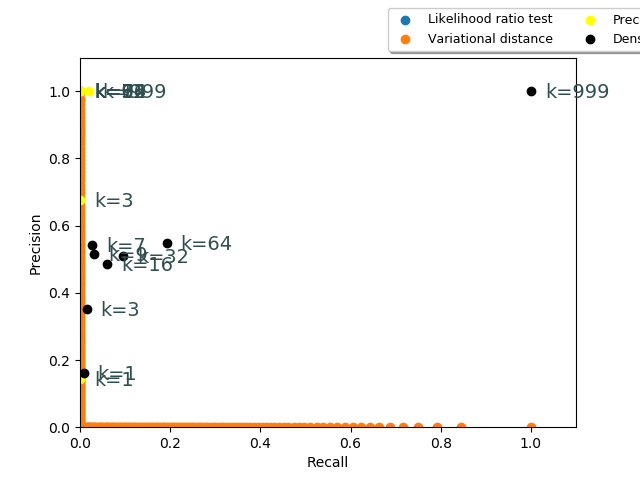 Likelihood ratio test
Variational distance
Prec
Dens
1.0
0.8
0.6
0.4
0.2
0.0
Precision
k=999
k=3
k=7
k=64
k=9
k=32
k=16
k=3
k=1
k=1
0.0
0.2
0.4
0.6
0.8
1.0
Recall